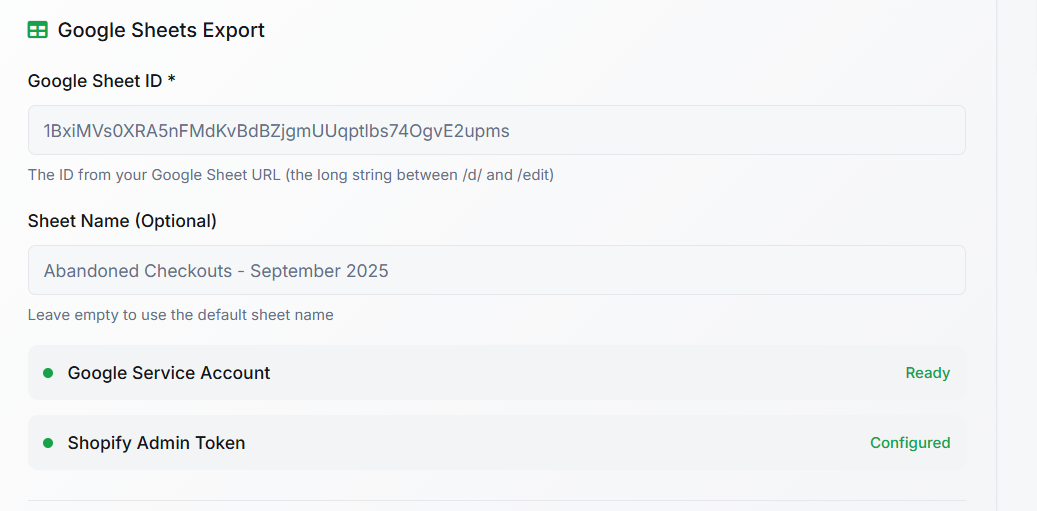 Google Sheets Export
Google Sheet ID *
1BxiMVs0XRA5nFMdKvBdBZjgmUUqptlbs74OgvE2upms
The ID from your Google Sheet URL (the long string between /d/ and /edit)
Sheet Name (Optional)
Abandoned Checkouts - September 2025
Leave empty to use the default sheet name
Google Service Account Ready
Shopify Admin Token Configured